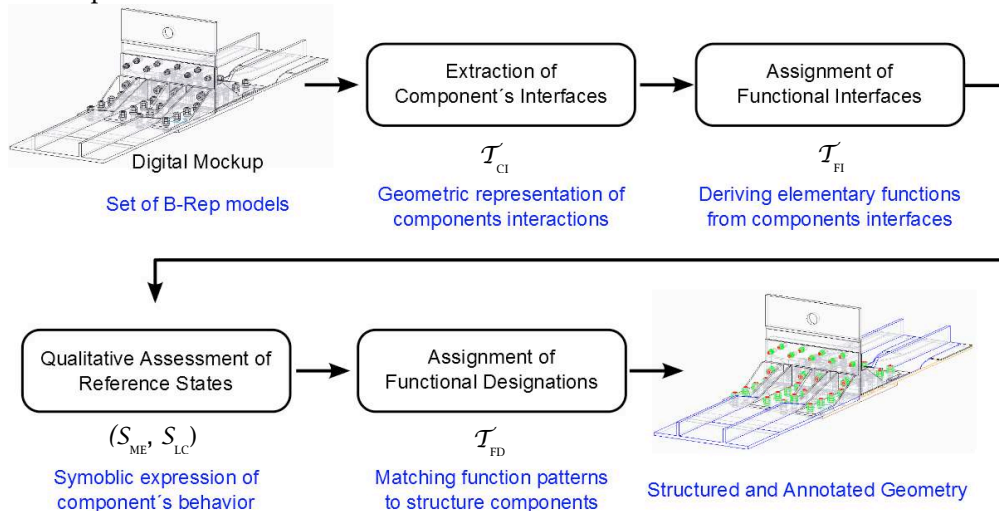 Extraction of
Component´s Interfaces
Assignment of
Functional Interfaces
Digital Mockup
Set of B-Rep models
𝒯CI
Geometric representation of
components interactions
𝒯FI
Deriving elementary functions
from components interfaces
Qualitative Assessment of
Reference States
Assignment of
Functional Designations
(SME, SLC)
Symoblic expression of
component´s behavior
𝒯FD
Matching function patterns
to structure components
Structured and Annotated Geometry